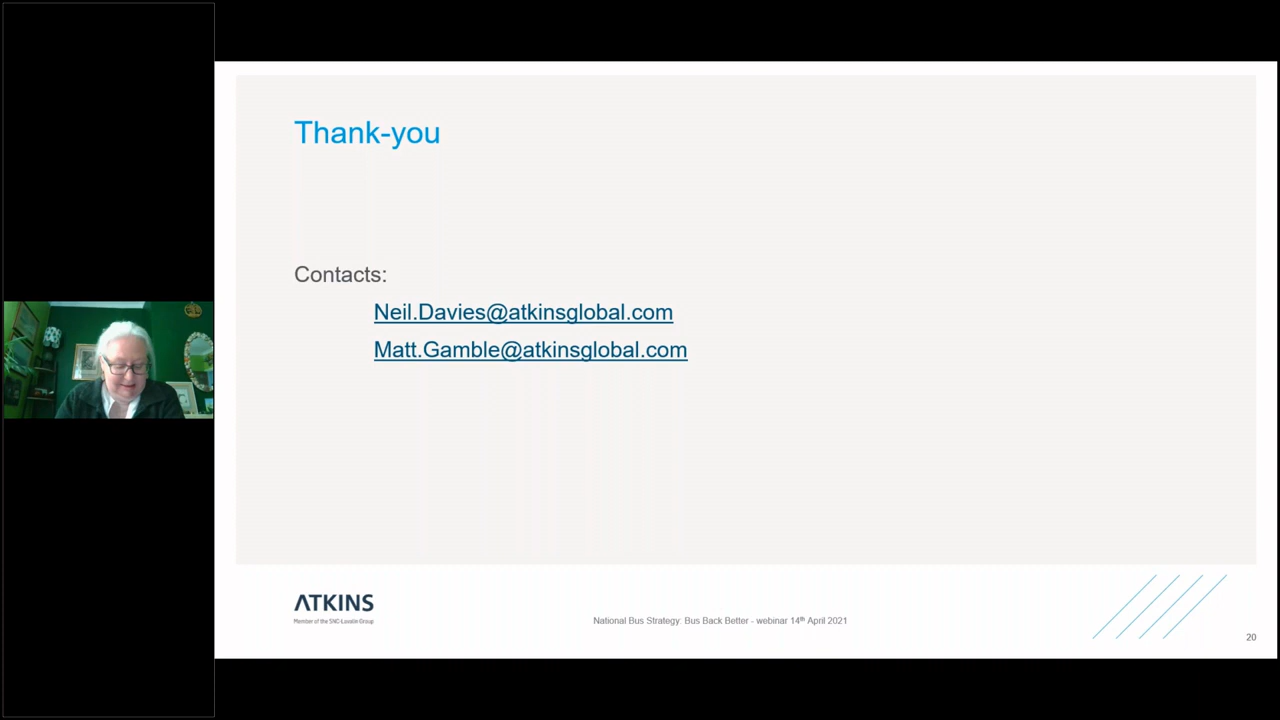 Thank-you
Contacts:
Neil.Davies@atkinsglobal.com
Matt.Gamble@atkinsglobal.com
ATKINS
Member of the SNC-Lavalin Group
National Bus Strategy: Bus Back Better - webinar 14th April 2021
20